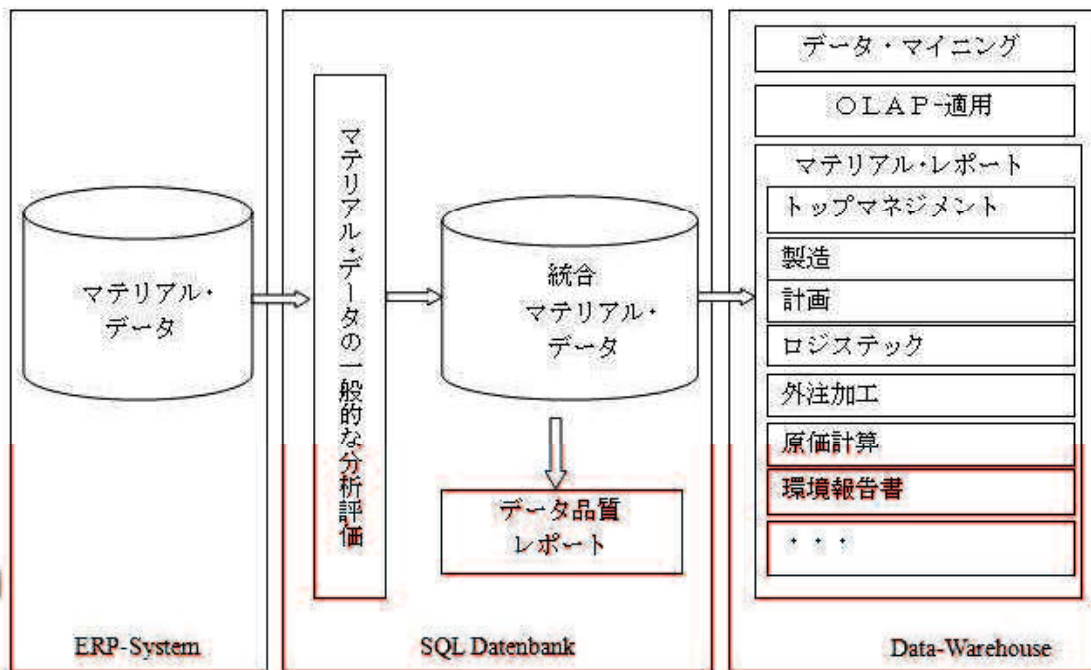 マテリアル・
データ
ERP-System
マテリアル・データの一般的な分析評価
統合
マテリアル・
データ
データ品質
レポート
SQL Datenbank
データ・マイニング
ＯＬＡＰ-適用
マテリアル・レポート
トップマネジメント
製造
計画
ロジステック
外注加工
原価計算
環境報告書
・・・
Data-Warehouse